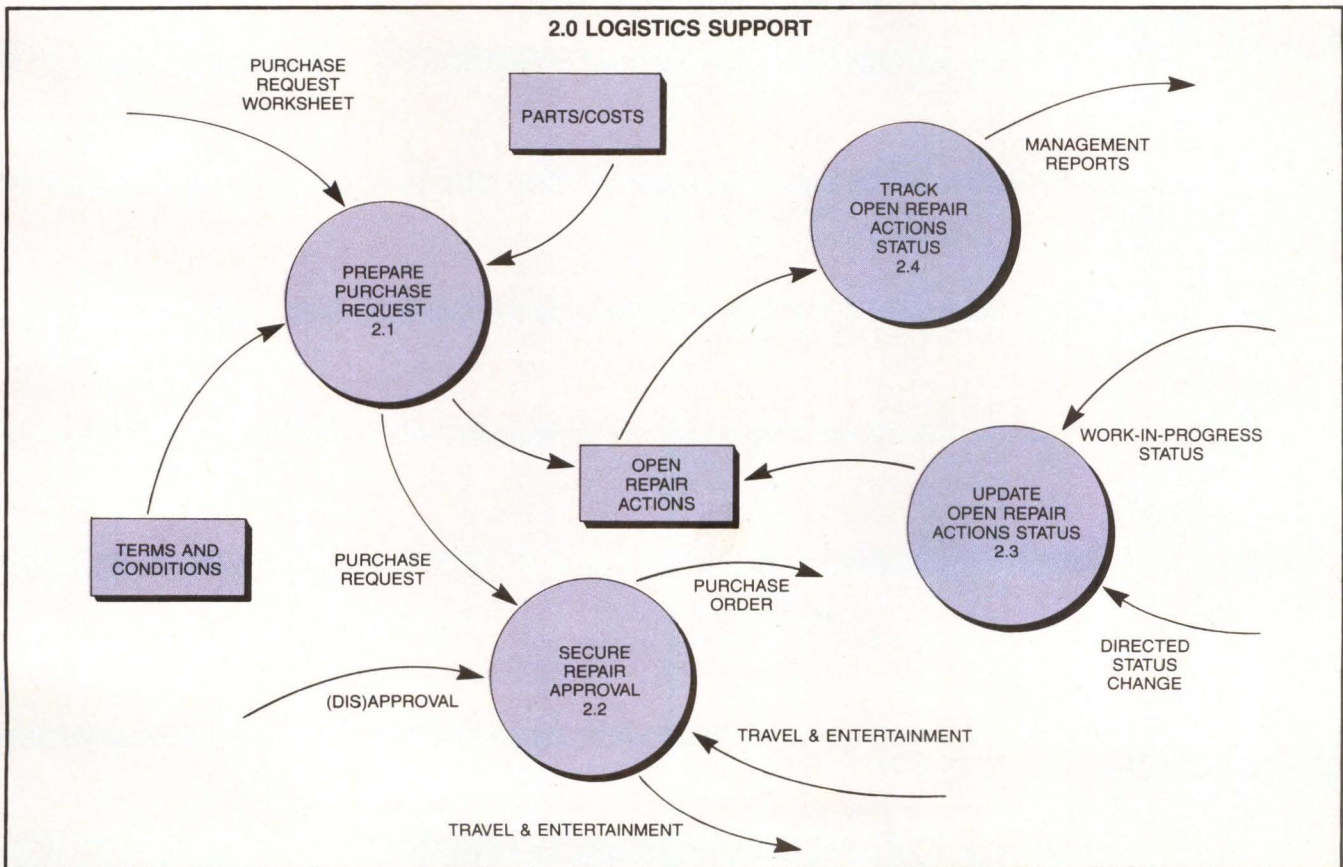 2.0 LOGISTICS SUPPORT
PURCHASE
REQUEST
WORKSHEET
PARTS/COSTS
MANAGEMENT
REPORTS
TRACK
OPEN REPAIR
ACTIONS
STATUS
2.4
PREPARE
PURCHASE
REQUEST
2.1
WORK-IN-PROGRESS
STATUS
OPEN
REPAIR
ACTIONS
UPDATE
OPEN REPAIR
ACTIONS STATUS
2.3
TERMS AND
CONDITIONS
PURCHASE
REQUEST
PURCHASE
ORDER
SECURE
REPAIR
APPROVAL
2.2
DIRECTED
STATUS
CHANGE
(DIS)APPROVAL
TRAVEL & ENTERTAINMENT
TRAVEL & ENTERTAINMENT